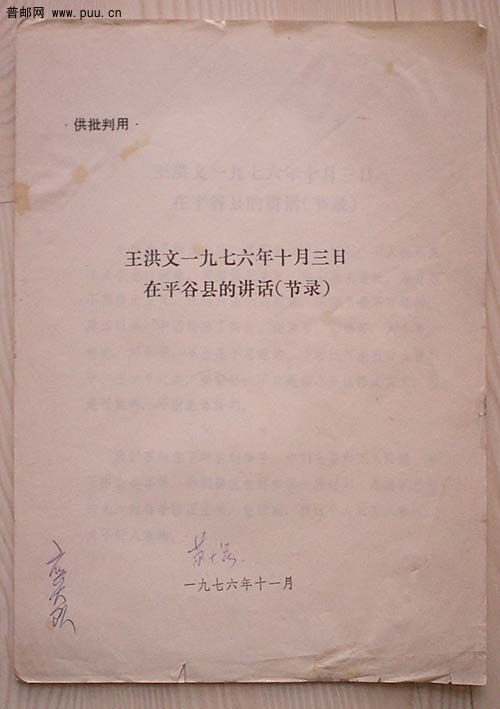 普邮网 www.puu.cn
·供批判用·
王洪文一九七六年十月三日
在平谷县的讲话(节录)
一九七六年十一月